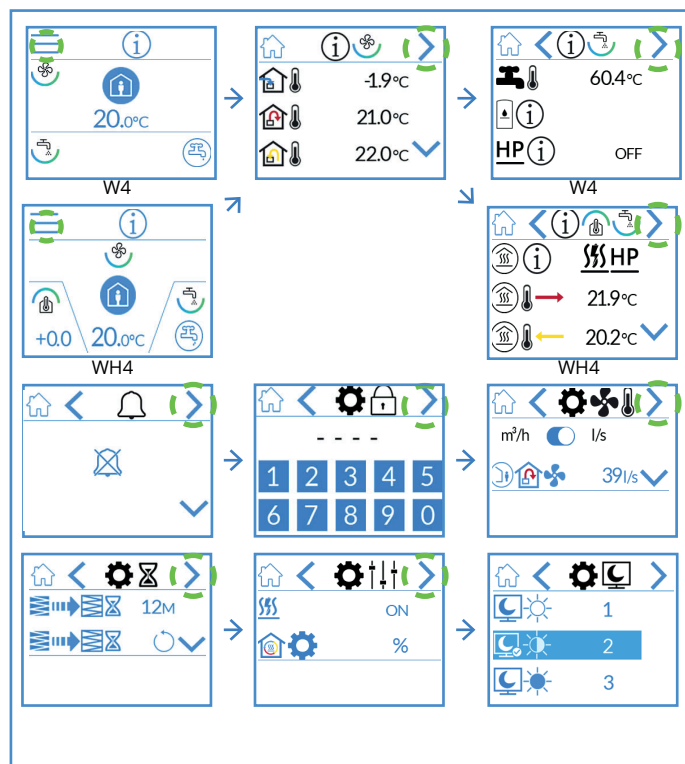 20.0°C
W4
-1.9°C
21.0°C
22.0°C
60.4°C
HP OFF
W4
+0.0 20.0°C
WH4
HP
21.9°C
20.2°C
WH4
- - - -
1 2 3 4 5
6 7 8 9 0
m³/h l/s
39 l/s
12M
ON
%
1
2
3